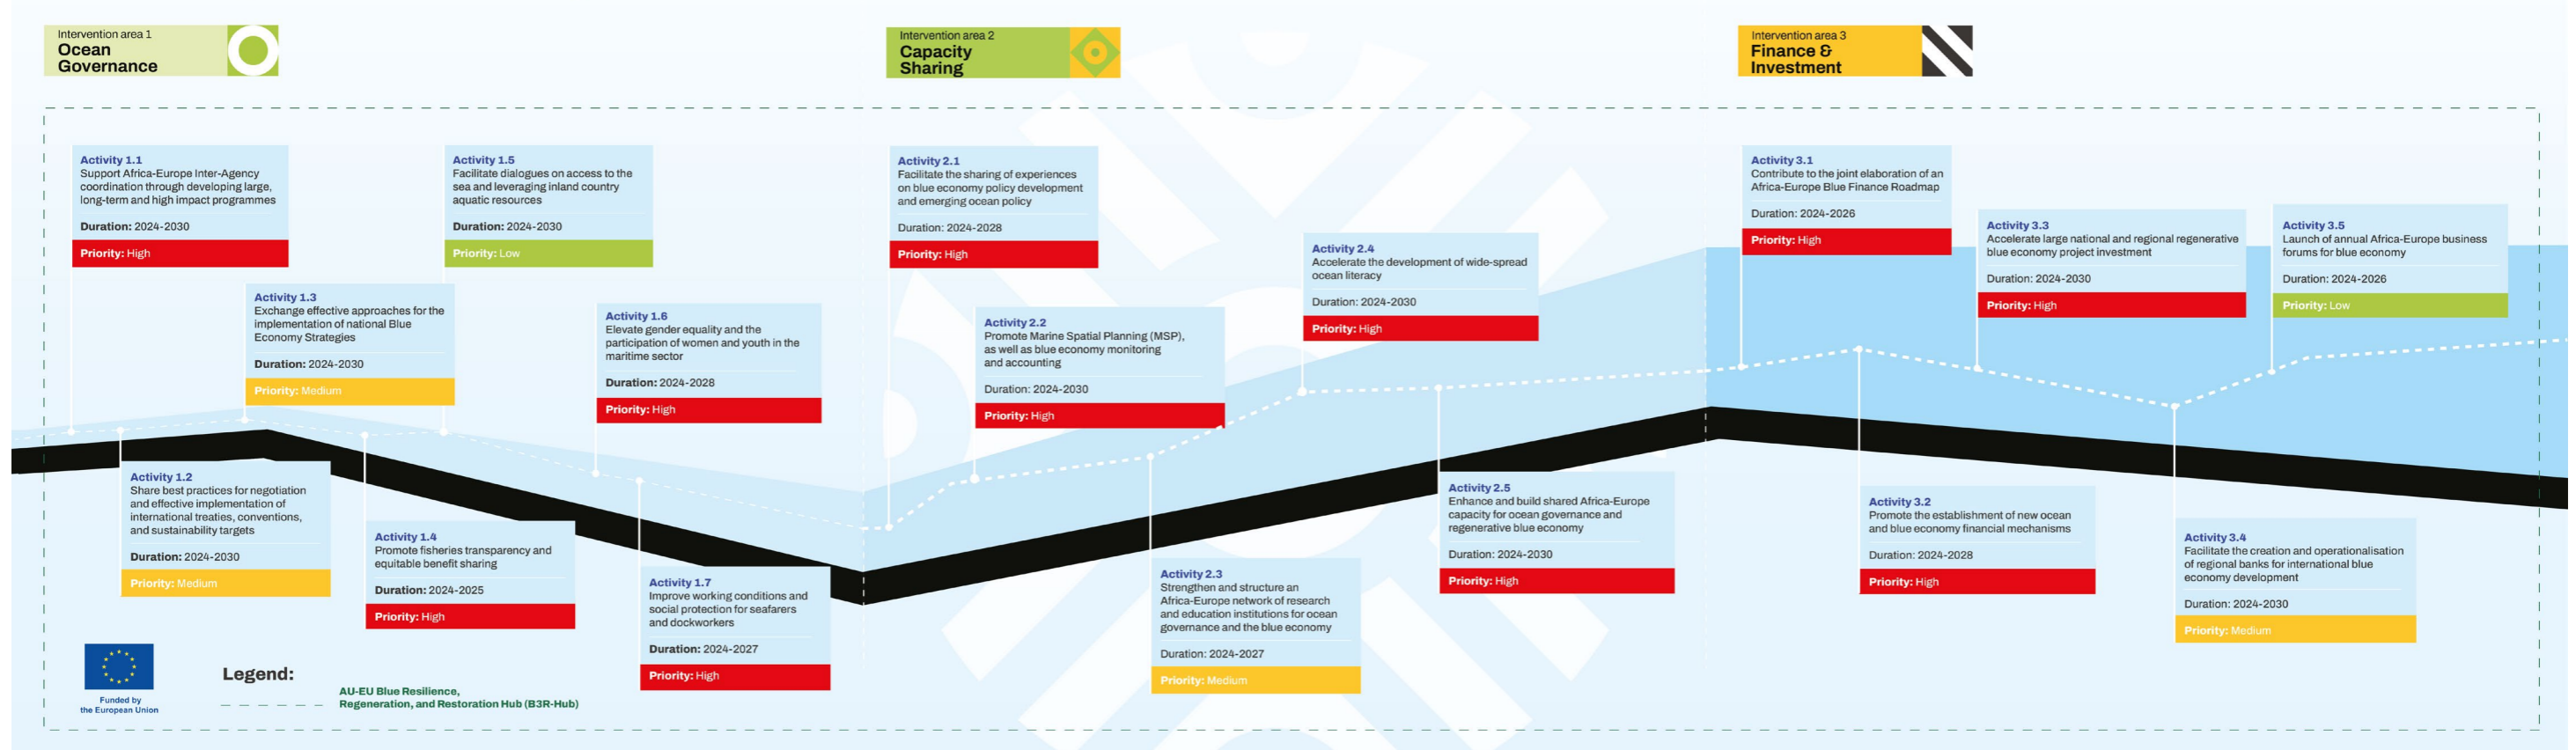 Intervention area 1
Ocean
Governance
Intervention area 2
Capacity
Sharing
Intervention area 3
Finance &
Investment
Activity 1.1
Support Africa-Europe Inter-Agency
coordination through developing large,
long-term and high impact programmes
Duration: 2024-2030
Priority: High
Activity 1.2
Share best practices for negotiation
and effective implementation of
international treaties, conventions,
and sustainability targets
Duration: 2024-2030
Priority: Medium
Activity 1.3
Exchange effective approaches for the
implementation of national Blue
Economy Strategies
Duration: 2024-2030
Priority: Medium
Activity 1.4
Promote fisheries transparency and
equitable benefit sharing
Duration: 2024-2025
Priority: High
Activity 1.5
Facilitate dialogues on access to the
sea and leveraging inland country
aquatic resources
Duration: 2024-2030
Priority: Low
Activity 1.6
Elevate gender equality and the
participation of women and youth in the
maritime sector
Duration: 2024-2028
Priority: High
Activity 1.7
Improve working conditions and
social protection for seafarers
and dockworkers
Duration: 2024-2027
Priority: High
Activity 2.1
Facilitate the sharing of experiences
on blue economy policy development
and emerging ocean policy
Duration: 2024-2028
Priority: High
Activity 2.2
Promote Marine Spatial Planning (MSP),
as well as blue economy monitoring
and accounting
Duration: 2024-2030
Priority: High
Activity 2.3
Strengthen and structure an
Africa-Europe network of research
and education institutions for ocean
governance and the blue economy
Duration: 2024-2027
Priority: Medium
Activity 2.4
Accelerate the development of wide-spread
ocean literacy
Duration: 2024-2030
Priority: High
Activity 2.5
Enhance and build shared Africa-Europe
capacity for ocean governance and
regenerative blue economy
Duration: 2024-2030
Priority: High
Activity 3.1
Contribute to the joint elaboration of an
Africa-Europe Blue Finance Roadmap
Duration: 2024-2026
Priority: High
Activity 3.2
Promote the establishment of new ocean
and blue economy financial mechanisms
Duration: 2024-2028
Priority: High
Activity 3.3
Accelerate large national and regional regenerative
blue economy project investment
Duration: 2024-2030
Priority: High
Activity 3.4
Facilitate the creation and operationalisation
of regional banks for international blue
economy development
Duration: 2024-2030
Priority: Medium
Activity 3.5
Launch of annual Africa-Europe business
forums for blue economy
Duration: 2024-2026
Priority: Low
Funded by
the European Union
Legend:
AU-EU Blue Resilience,
Regeneration, and Restoration Hub (B3R-Hub)